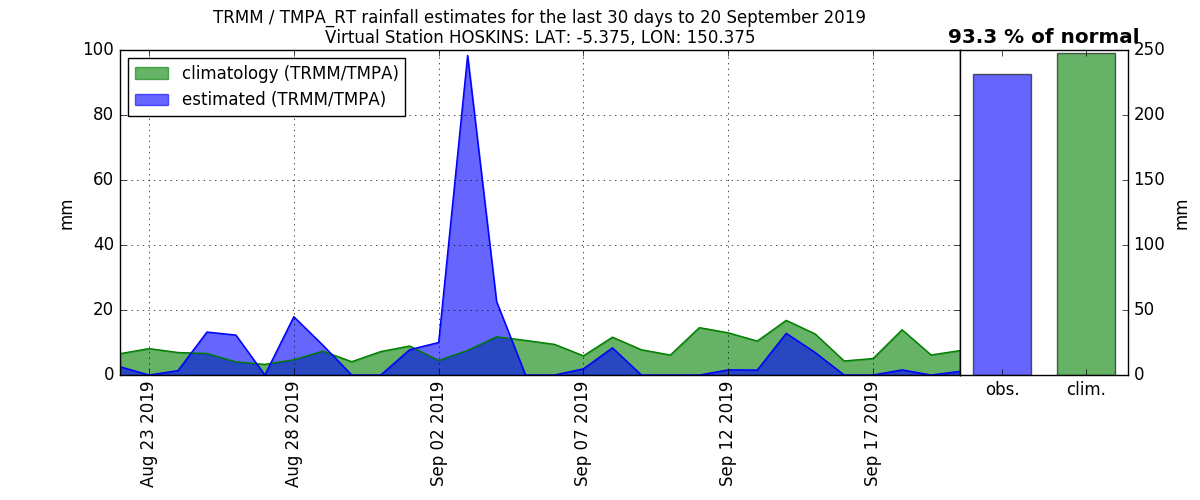 TRMM / TMPA_RT rainfall estimates for the last 30 days to 20 September 2019
Virtual Station HOSKINS: LAT: -5.375, LON: 150.375
93.3 % of normal
climatology (TRMM/TMPA)
estimated (TRMM/TMPA)
100
80
60
40
20
0
mm
Aug 23 2019
Aug 28 2019
Sep 02 2019
Sep 07 2019
Sep 12 2019
Sep 17 2019
obs.
clim.
250
200
150
100
50
0
mm